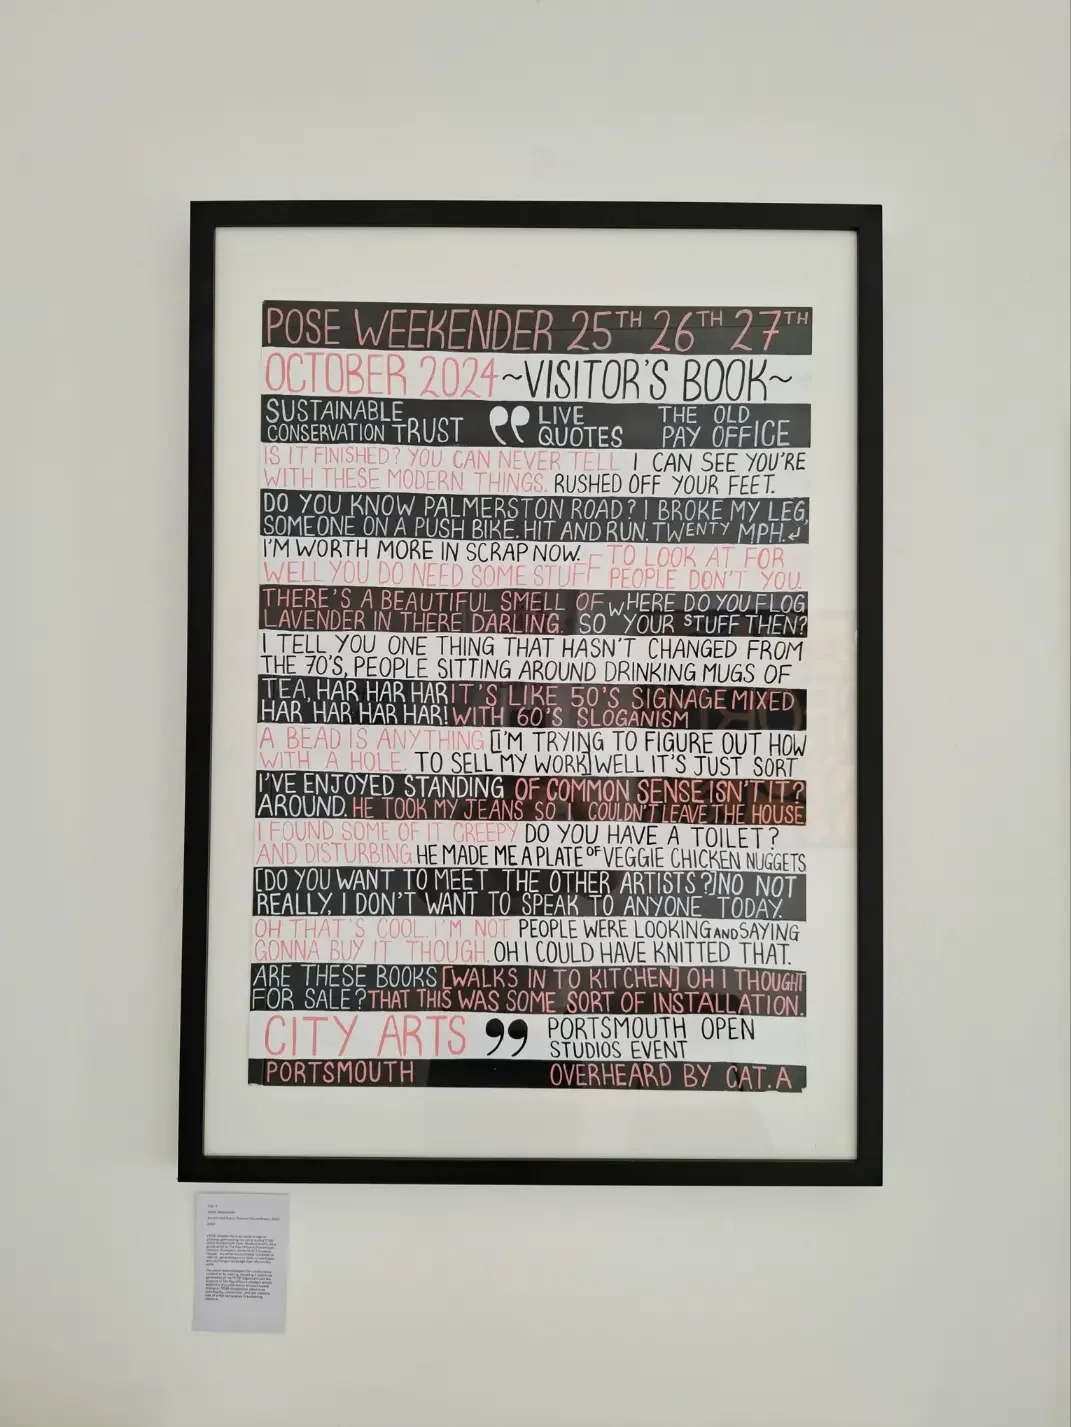 POSE WEEKENDER 25TH 26TH 27TH
OCTOBER 2024 ~VISITOR'S BOOK~
SUSTAINABLE CONSERVATION TRUST
LIVE QUOTES
THE OLD PAY OFFICE
IS IT FINISHED? YOU CAN NEVER TELL
WITH THESE MODERN THINGS.
I CAN SEE YOU'RE
RUSHED OFF YOUR FEET.
DO YOU KNOW PALMERSTON ROAD? I BROKE MY LEG,
SOMEONE ON A PUSH BIKE. HIT AND RUN. TWENTY MPH.
I'M WORTH MORE IN SCRAP NOW.
WELL YOU DO NEED SOME STUFF
TO LOOK AT FOR
PEOPLE DON'T YOU.
THERE'S A BEAUTIFUL SMELL OF
LAVENDER IN THERE DARLING.
SO WHERE DO YOU FLOG
YOUR STUFF THEN?
I TELL YOU ONE THING THAT HASN'T CHANGED FROM
THE 70'S, PEOPLE SITTING AROUND DRINKING MUGS OF
TEA, HAR HAR HAR
HAR HAR HAR HAR!
IT'S LIKE 50'S SIGNAGE MIXED
WITH 60'S SLOGANISM
A BEAD IS ANYTHING
WITH A HOLE.
[I'M TRYING TO FIGURE OUT HOW
TO SELL MY WORK] WELL IT'S JUST SORT
OF COMMON SENSE ISN'T IT?
I'VE ENJOYED STANDING
AROUND.
HE TOOK MY JEANS SO I COULDN'T LEAVE THE HOUSE
I FOUND SOME OF IT CREEPY
AND DISTURBING
DO YOU HAVE A TOILET?
HE MADE ME A PLATE OF VEGGIE CHICKEN NUGGETS
[DO YOU WANT TO MEET THE OTHER ARTISTS?] NO NOT
REALLY, I DON'T WANT TO SPEAK TO ANYONE TODAY.
OH THAT'S COOL. I'M NOT
GONNA BUY IT THOUGH.
PEOPLE WERE LOOKING AND SAYING
OH I COULD HAVE KNITTED THAT.
ARE THESE BOOKS
FOR SALE?
[WALKS IN TO KITCHEN] OH I THOUGHT
THAT THIS WAS SOME SORT OF INSTALLATION.
CITY ARTS
PORTSMOUTH
PORTSMOUTH OPEN
STUDIOS EVENT
OVERHEARD BY CAT.A